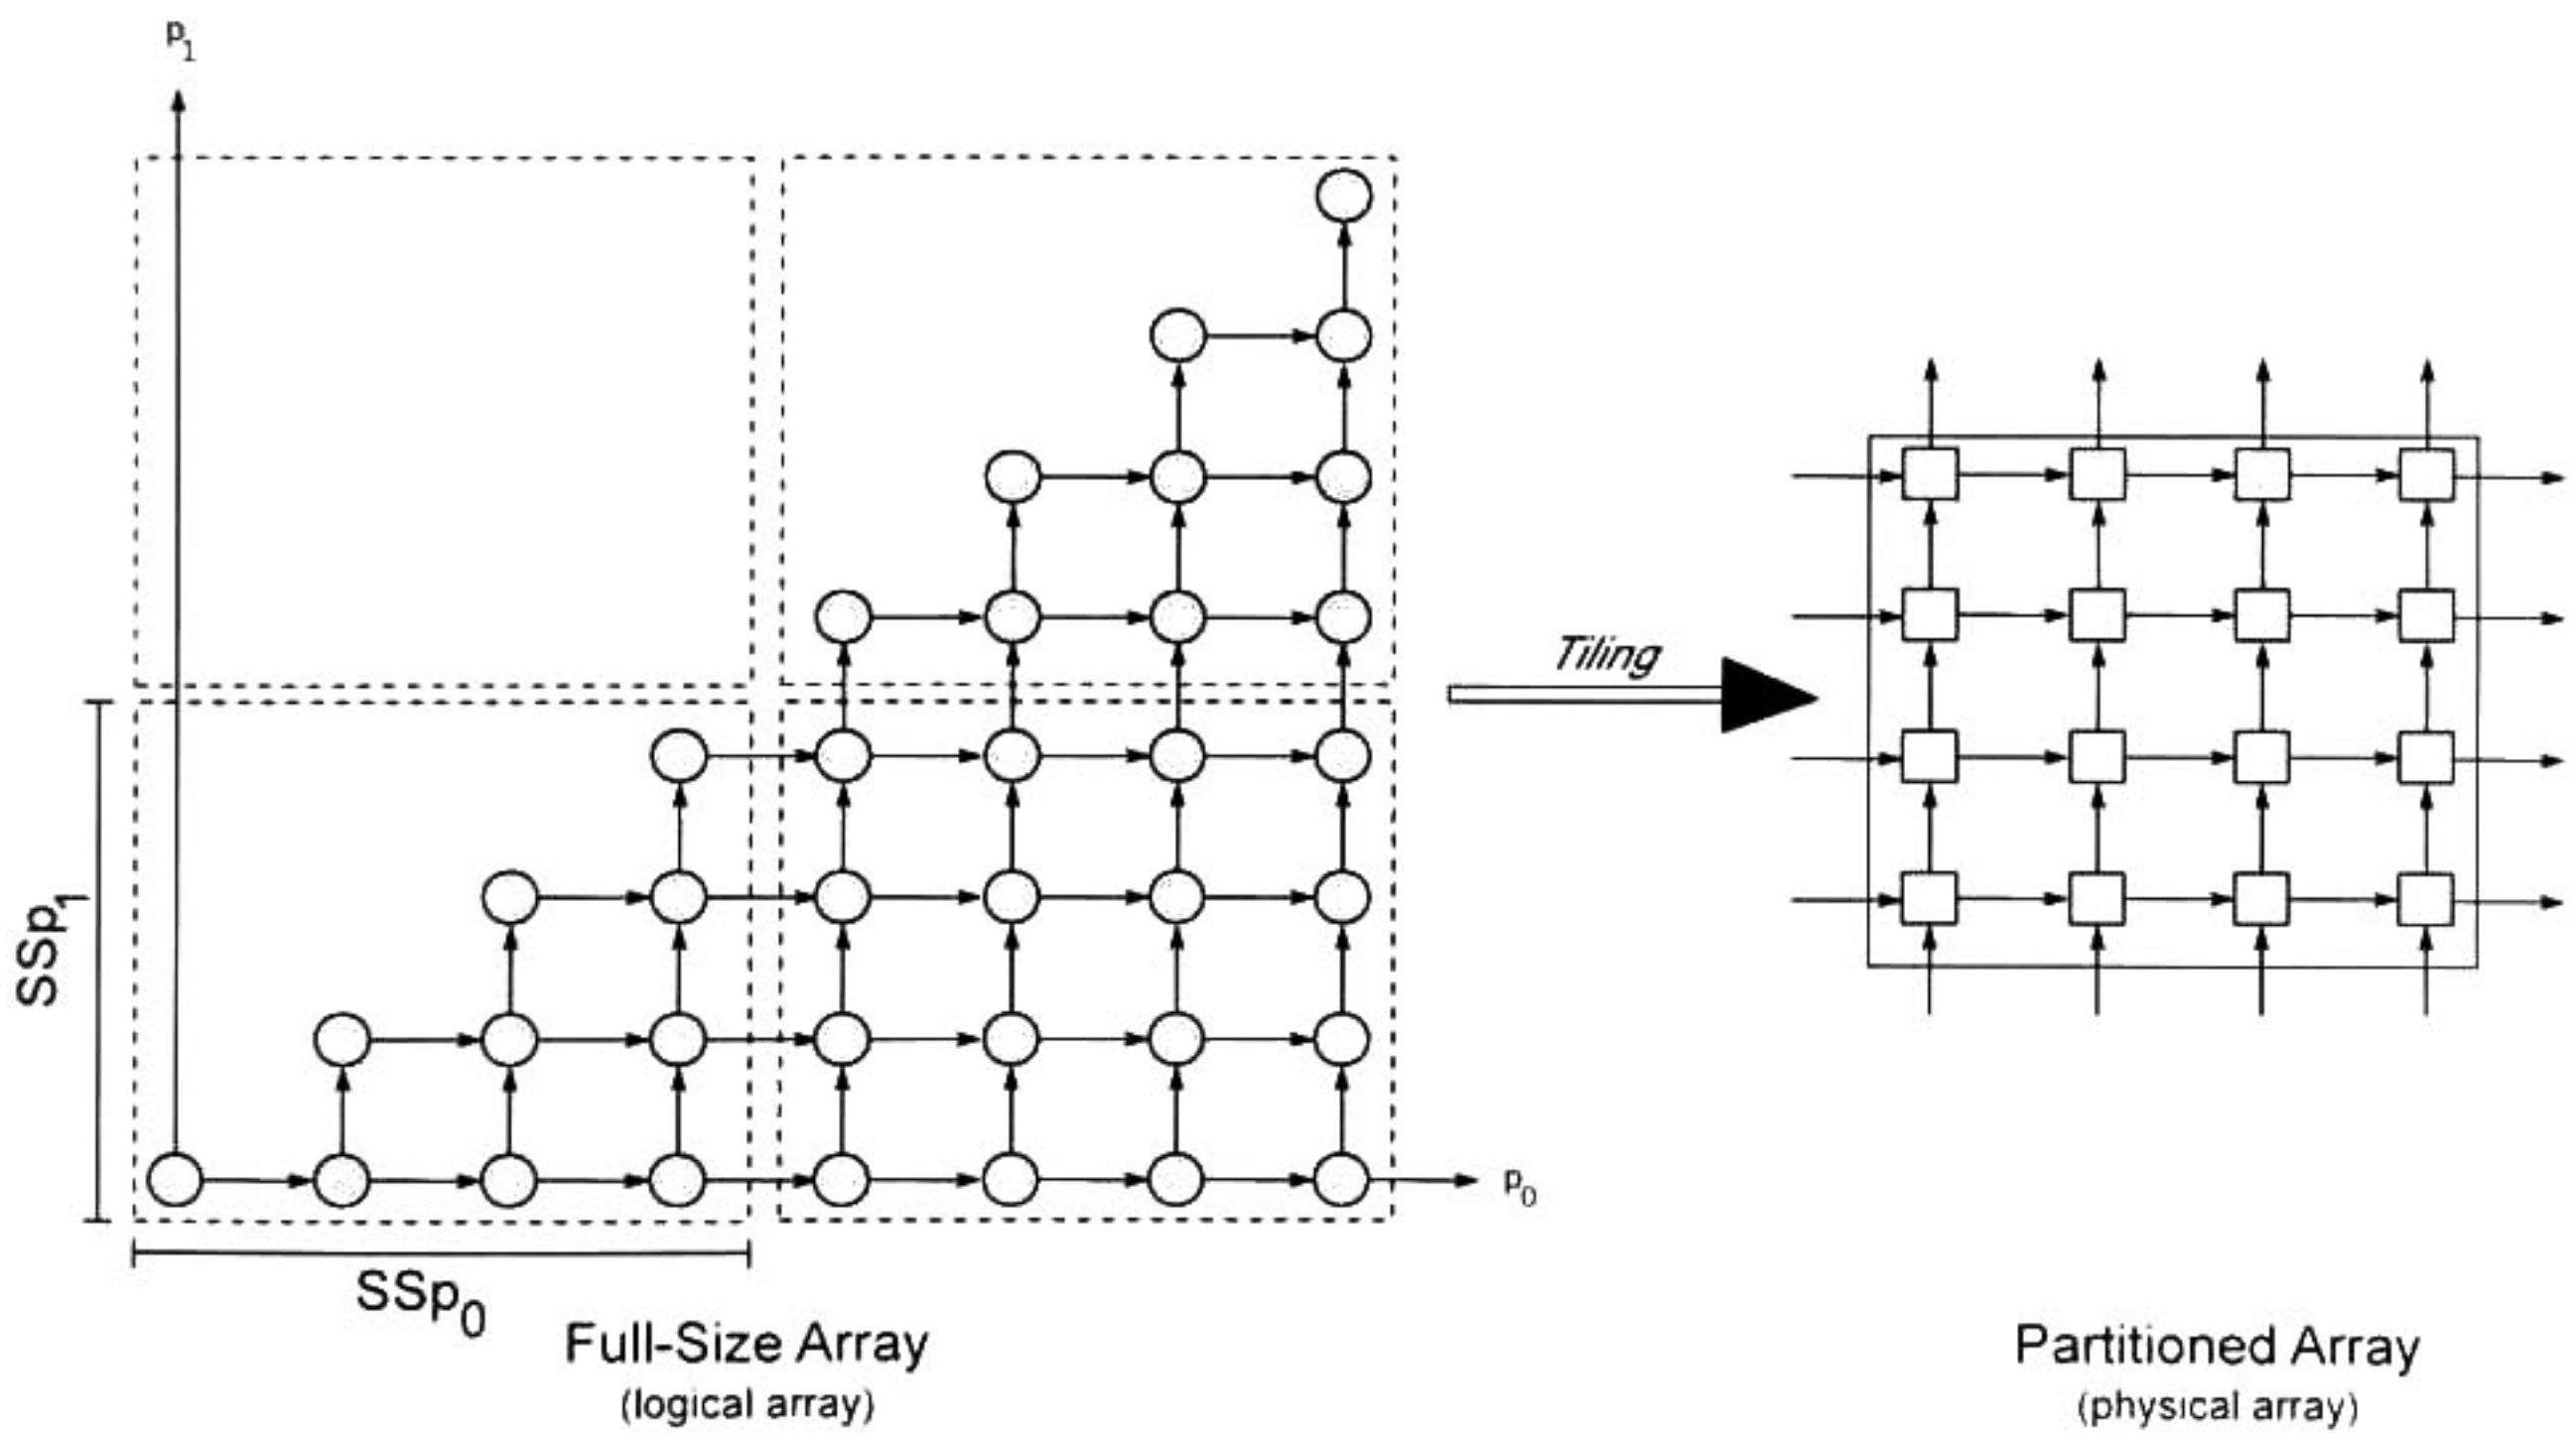 p1
Tiling
SSp1
p0
SSp0
Full-Size Array
(logical array)
Partitioned Array
(physical array)